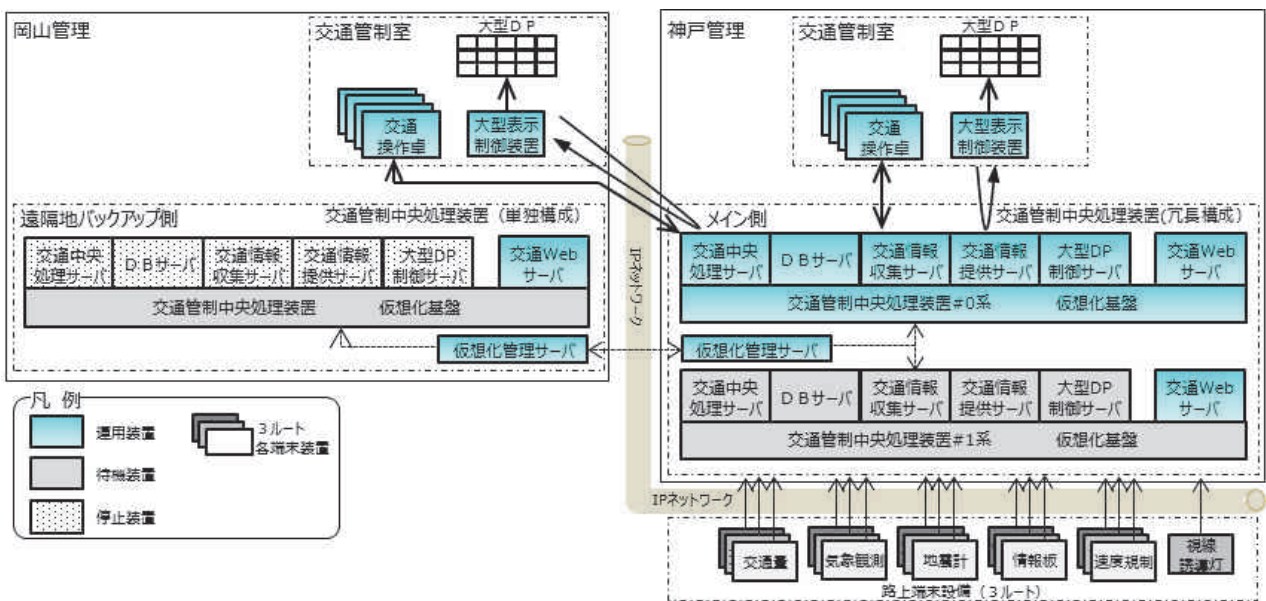 岡山管理
交通管制室
大型DP
交通
操作卓
大型表示
制御装置
遠隔地バックアップ側
交通管制中央処理装置（単独構成）
交通中央
処理サーバ
DBサーバ
交通情報
収集サーバ
交通情報
提供サーバ
大型DP
制御サーバ
交通Web
サーバ
交通管制中央処理装置 仮想化基盤
仮想化管理サーバ
IPネットワーク
神戸管理
交通管制室
大型DP
交通
操作卓
大型表示
制御装置
メイン側
交通管制中央処理装置(冗長構成)
交通中央
処理サーバ
DBサーバ
交通情報
収集サーバ
交通情報
提供サーバ
大型DP
制御サーバ
交通Web
サーバ
交通管制中央処理装置#0系 仮想化基盤
仮想化管理サーバ
交通中央
処理サーバ
DBサーバ
交通情報
収集サーバ
交通情報
提供サーバ
大型DP
制御サーバ
交通Web
サーバ
交通管制中央処理装置#1系 仮想化基盤
凡 例
運用装置
待機装置
停止装置
3ルート
各端末装置
IPネットワーク
交通量
気象観測
地震計
情報板
速度規制
視線
誘導灯
路上端末設備（3ルート）